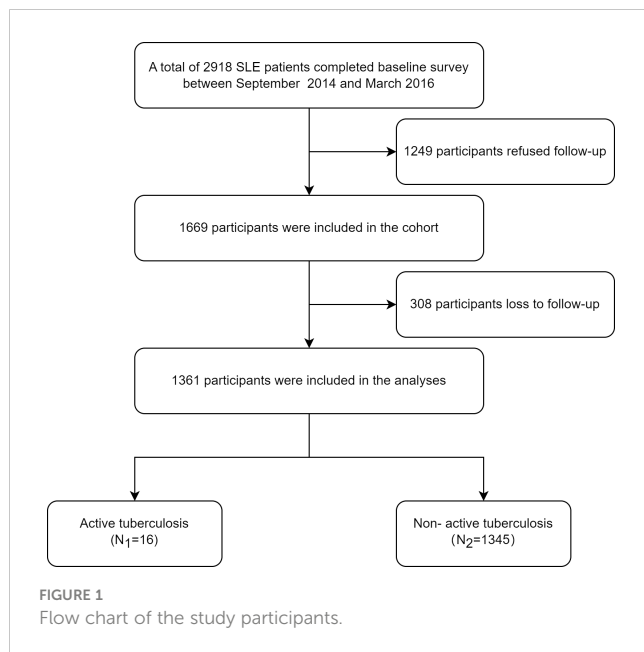 A total of 2918 SLE patients completed baseline survey
between September 2014 and March 2016
1249 participants refused follow-up
1669 participants were included in the cohort
308 participants loss to follow-up
1361 participants were included in the analyses
Active tuberculosis
(N1=16)
Non- active tuberculosis
(N2=1345)
FIGURE 1
Flow chart of the study participants.